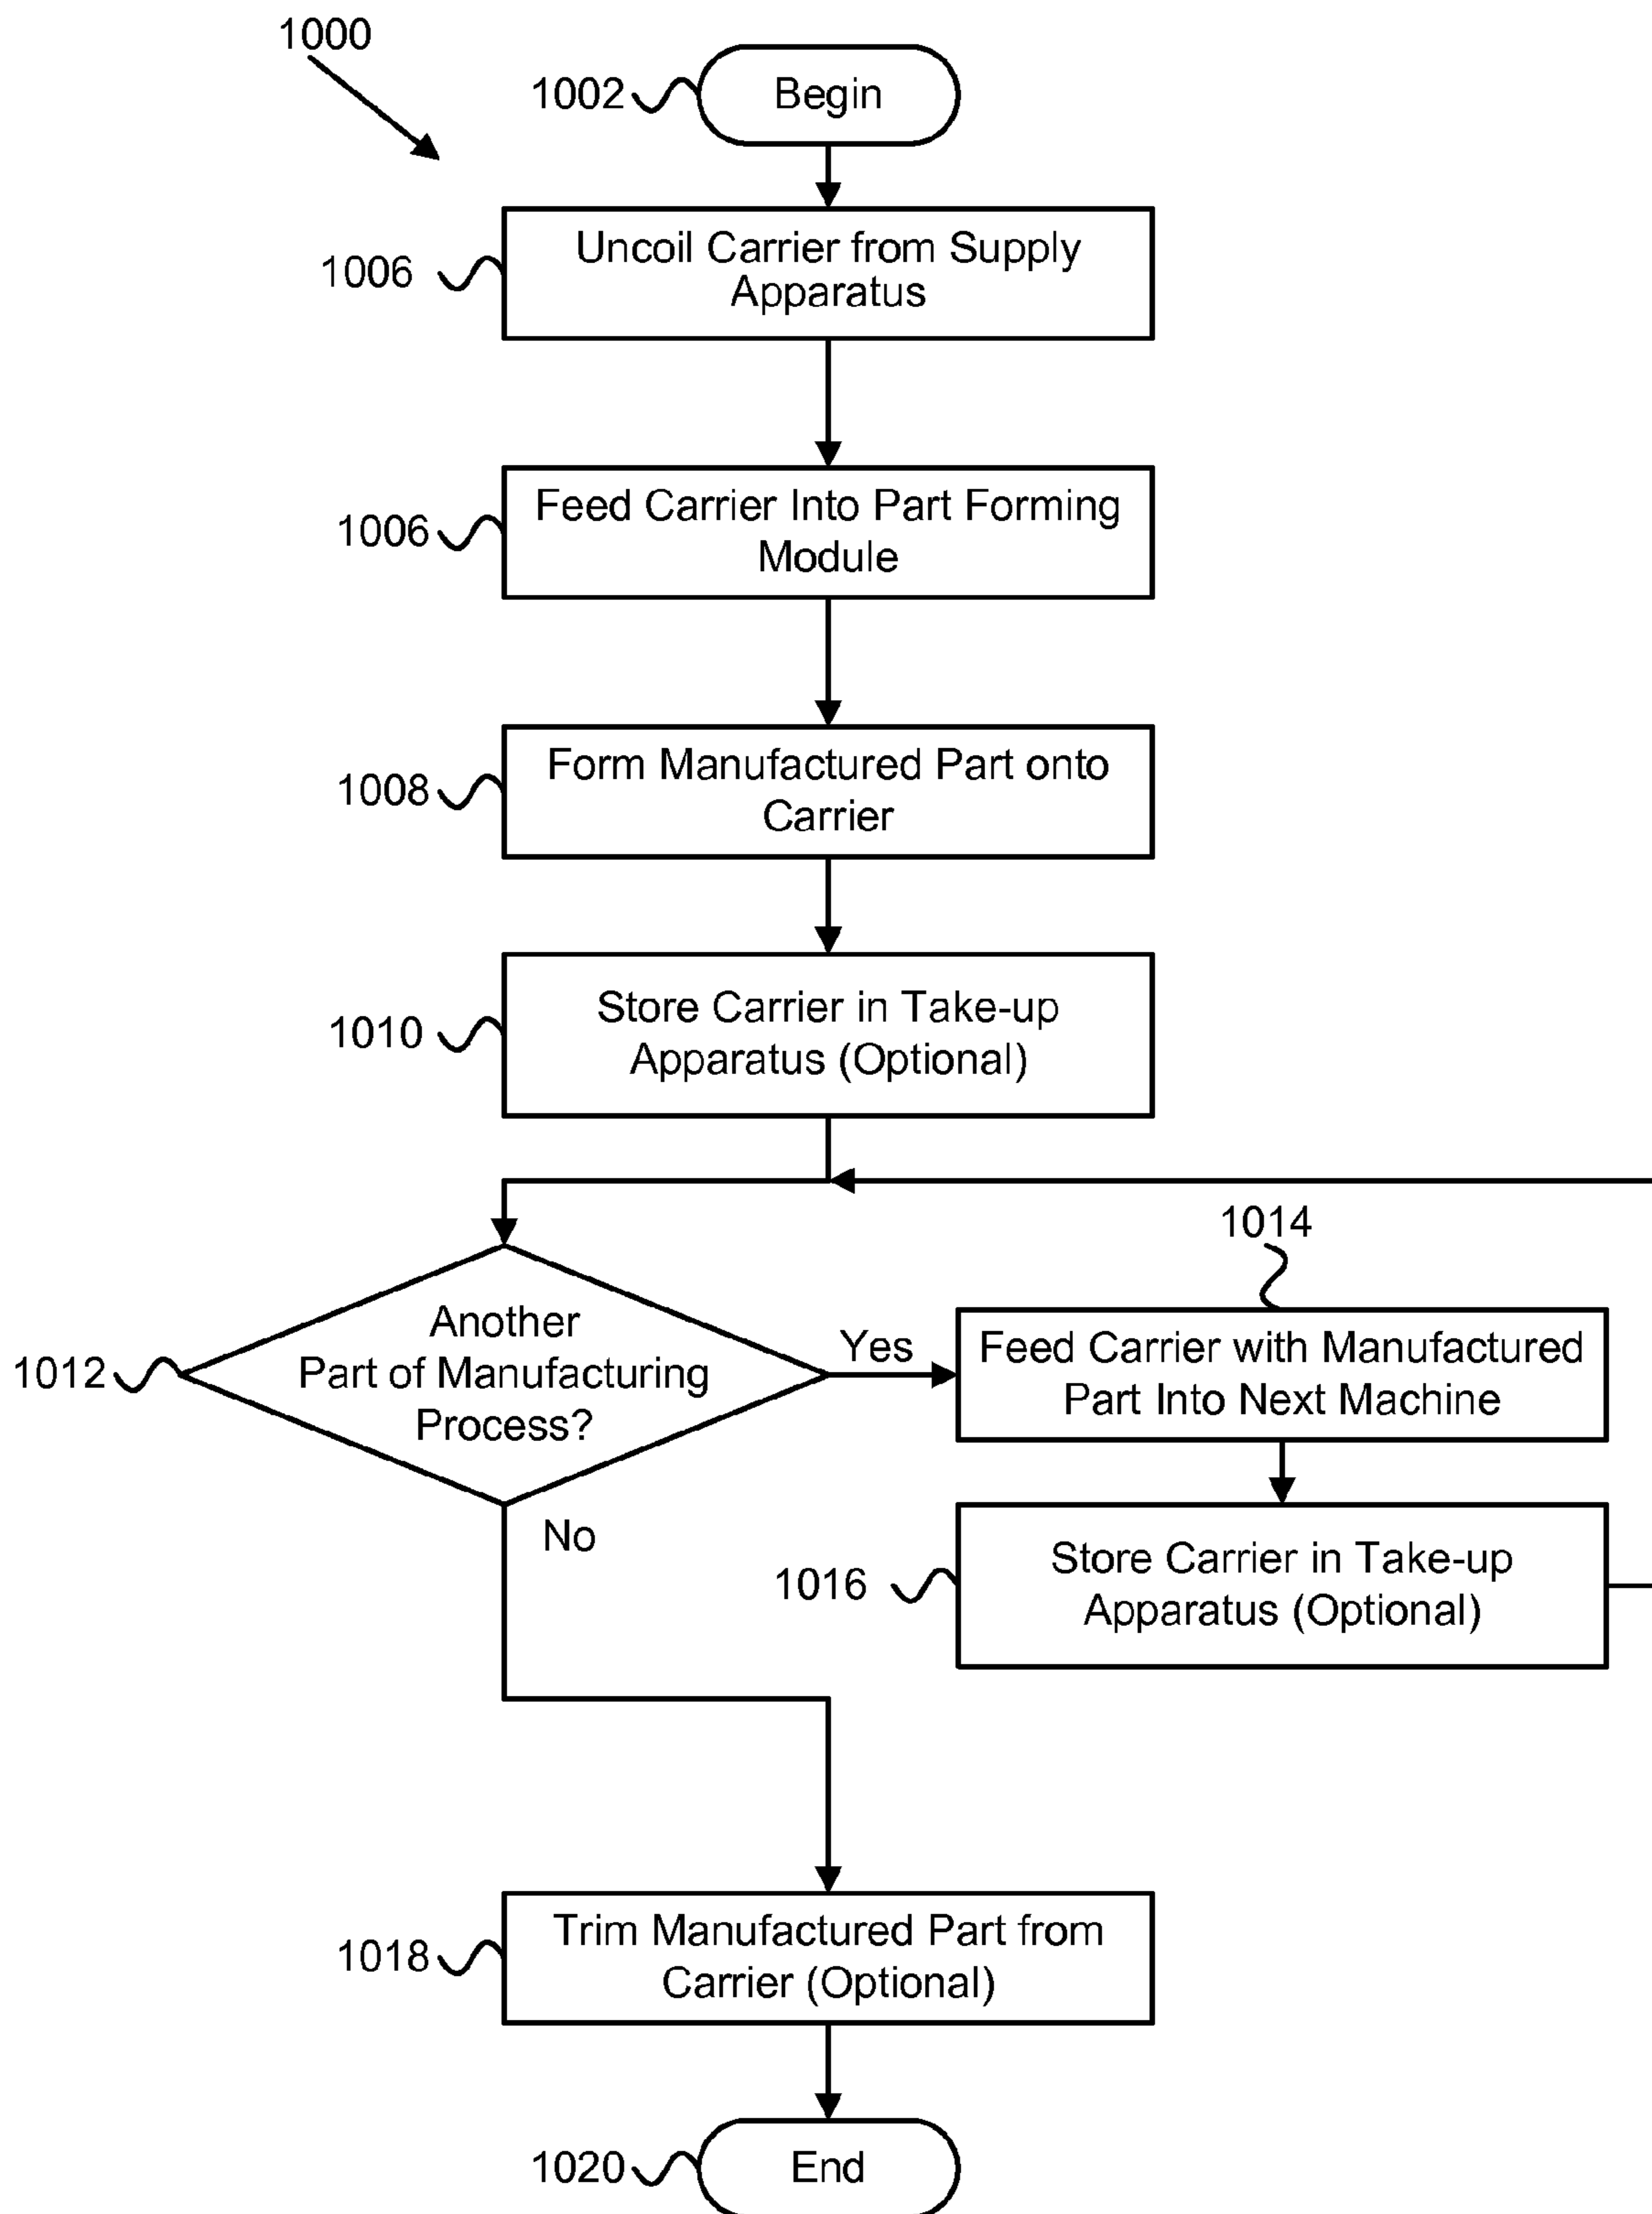 1000
1002
Begin
1006
Uncoil Carrier from Supply
Apparatus
1006
Feed Carrier Into Part Forming
Module
1008
Form Manufactured Part onto
Carrier
1010
Store Carrier in Take-up
Apparatus (Optional)
1012
Another
Part of Manufacturing
Process?
Yes
1014
Feed Carrier with Manufactured
Part Into Next Machine
No
1016
Store Carrier in Take-up
Apparatus (Optional)
1018
Trim Manufactured Part from
Carrier (Optional)
1020
End